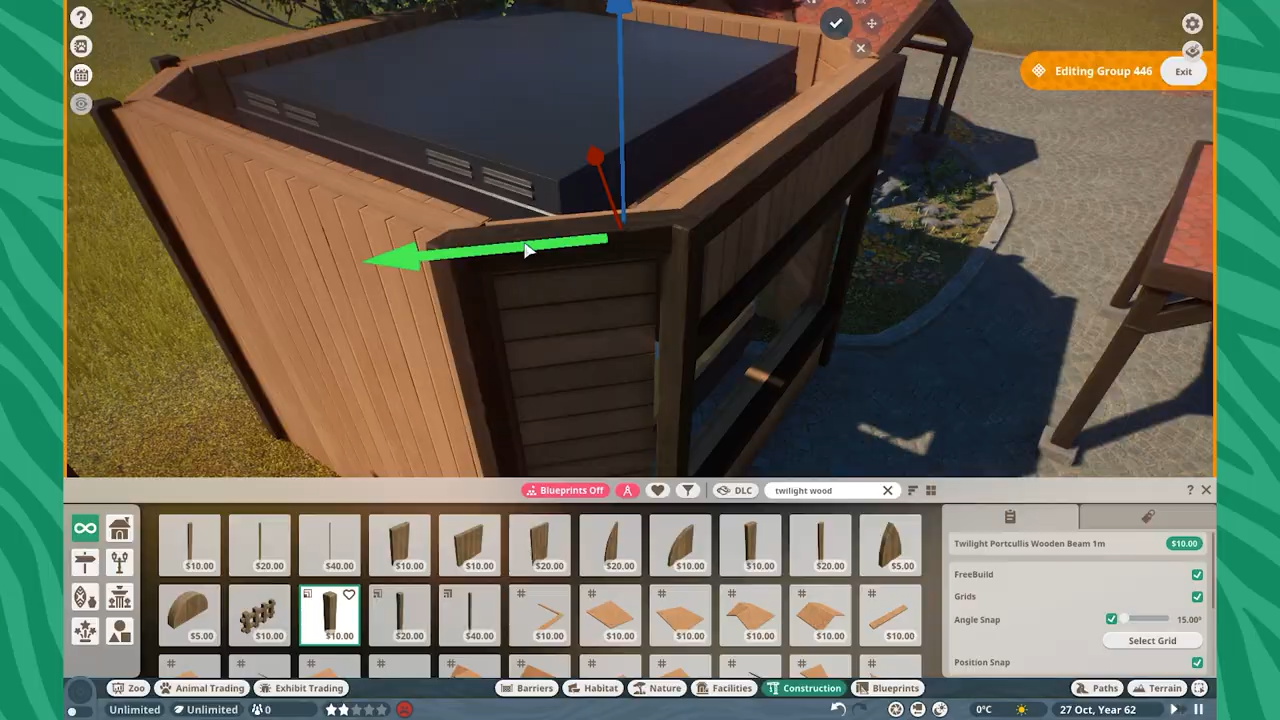 ?
Editing Group 446
Exit
Blueprints Off
DLC
twilight wood
?
$10.00
$20.00
$40.00
$10.00
$10.00
$20.00
$20.00
$10.00
$10.00
$20.00
$5.00
$5.00
$10.00
$10.00
$20.00
$40.00
$10.00
$10.00
$10.00
$10.00
$10.00
$10.00
Twilight Portcullis Wooden Beam 1m
$10.00
FreeBuild
Grids
Angle Snap
15.00°
Select Grid
Position Snap
Zoo
Animal Trading
Exhibit Trading
Barriers
Habitat
Nature
Facilities
Construction
Blueprints
Paths
Terrain
Unlimited
Unlimited
0
0°C
27 Oct, Year 62